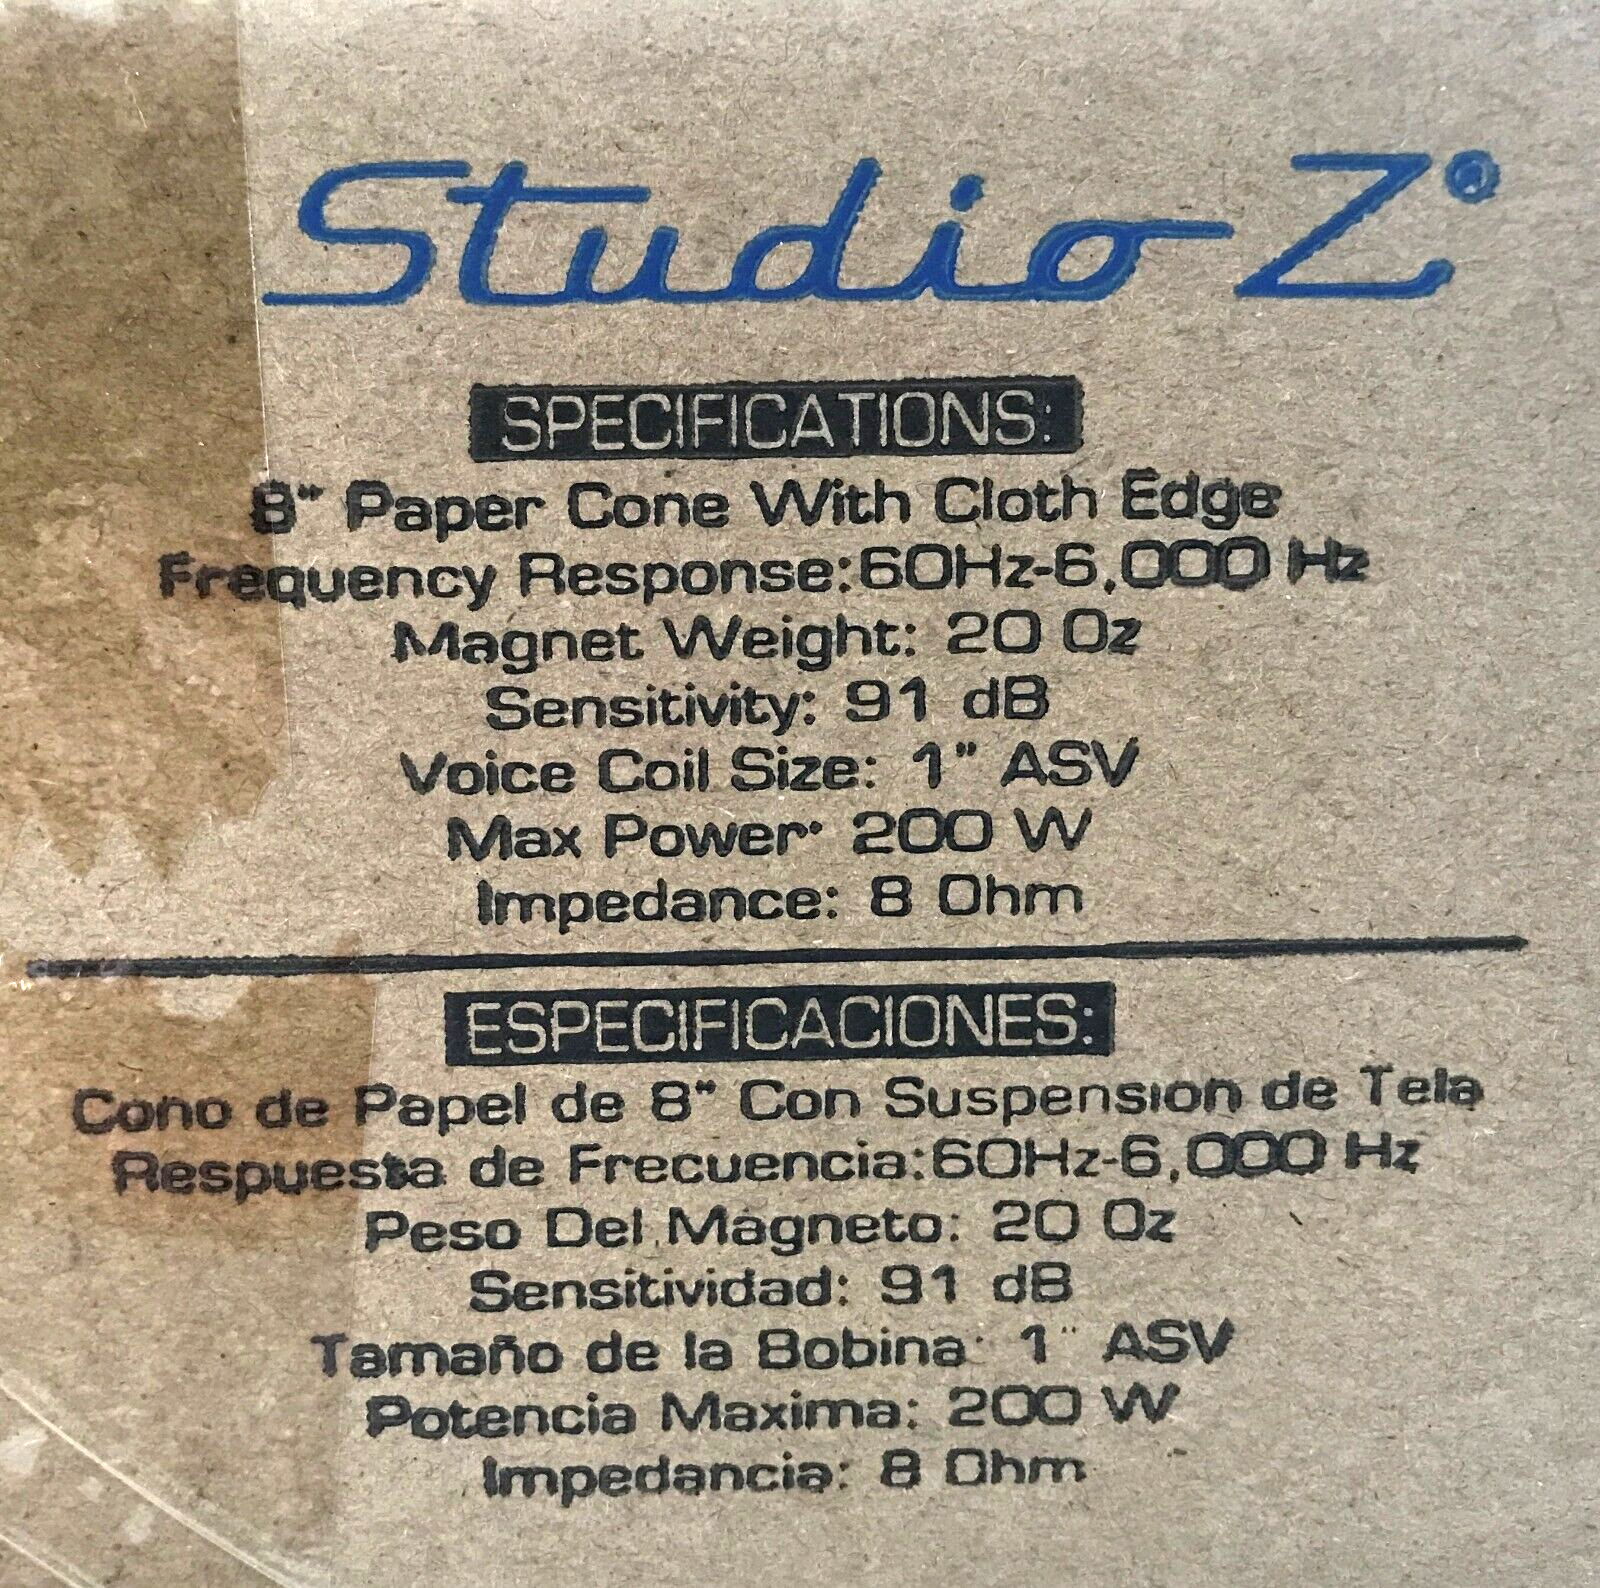 Studio Z®
SPECIFICATIONS:
8" Paper Cone With Cloth Edge
Frequency Response:60Hz-6,000 Hz
Magnet Weight: 20 Oz
Sensitivity: 91 dB
Voice Coil Size: 1" ASV
Max Power: 200 W
Impedance: 8 Ohm
ESPECIFICACIONES:
Cono de Papel de 8" Con Suspension de Tela
Respuesta de Frecuencia:60Hz-6,000 Hz
Peso Del Magneto: 20 Oz
Sensitividad: 91 dB
Tamaño de la Bobina: 1" ASV
Potencia Maxima: 200 W
Impedancia: 8 Ohm